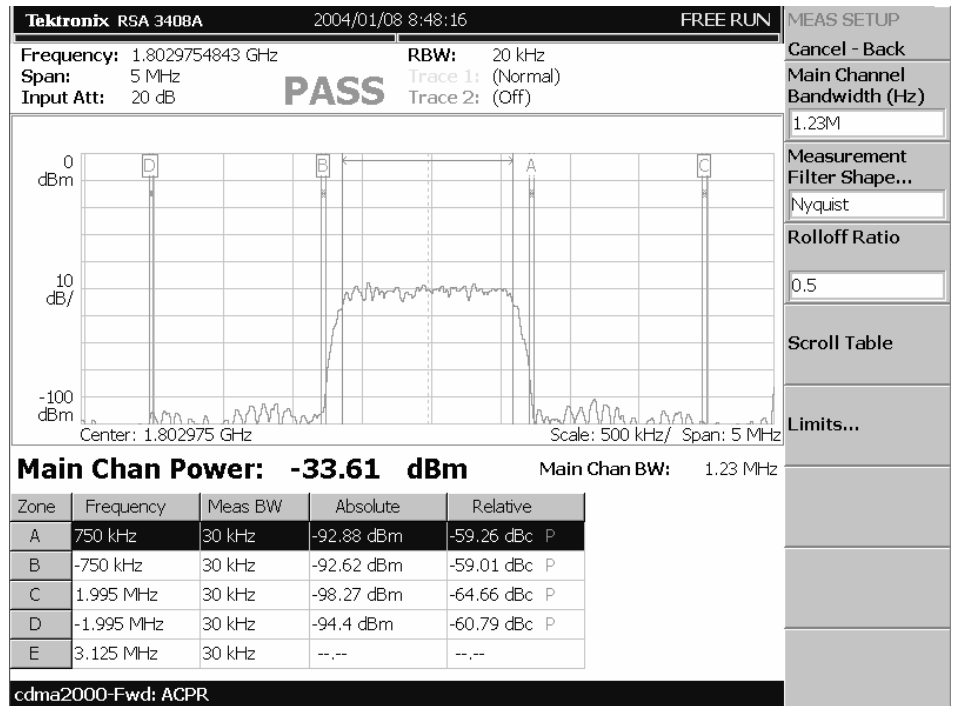 Tektronix RSA 3408A 2004/01/08 8:48:16 FREE RUN
Frequency: 1.8029754843 GHz
Span: 5 MHz
Input Att: 20 dB
PASS
RBW: 20 kHz
Trace 1: (Normal)
Trace 2: (Off)
0
dBm
10
dB/
-100
dBm
D B A C
Center: 1.802975 GHz Scale: 500 kHz/ Span: 5 MHz
Main Chan Power: -33.61 dBm Main Chan BW: 1.23 MHz
Zone Frequency Meas BW Absolute Relative
A 750 kHz 30 kHz -92.88 dBm -59.26 dBc P
B -750 kHz 30 kHz -92.62 dBm -59.01 dBc P
C 1.995 MHz 30 kHz -98.27 dBm -64.66 dBc P
D -1.995 MHz 30 kHz -94.4 dBm -60.79 dBc P
E 3.125 MHz 30 kHz --.-- --.--
cdma2000-Fwd: ACPR
MEAS SETUP
Cancel - Back
Main Channel
Bandwidth (Hz)
1.23M
Measurement
Filter Shape...
Nyquist
Rolloff Ratio
0.5
Scroll Table
Limits...